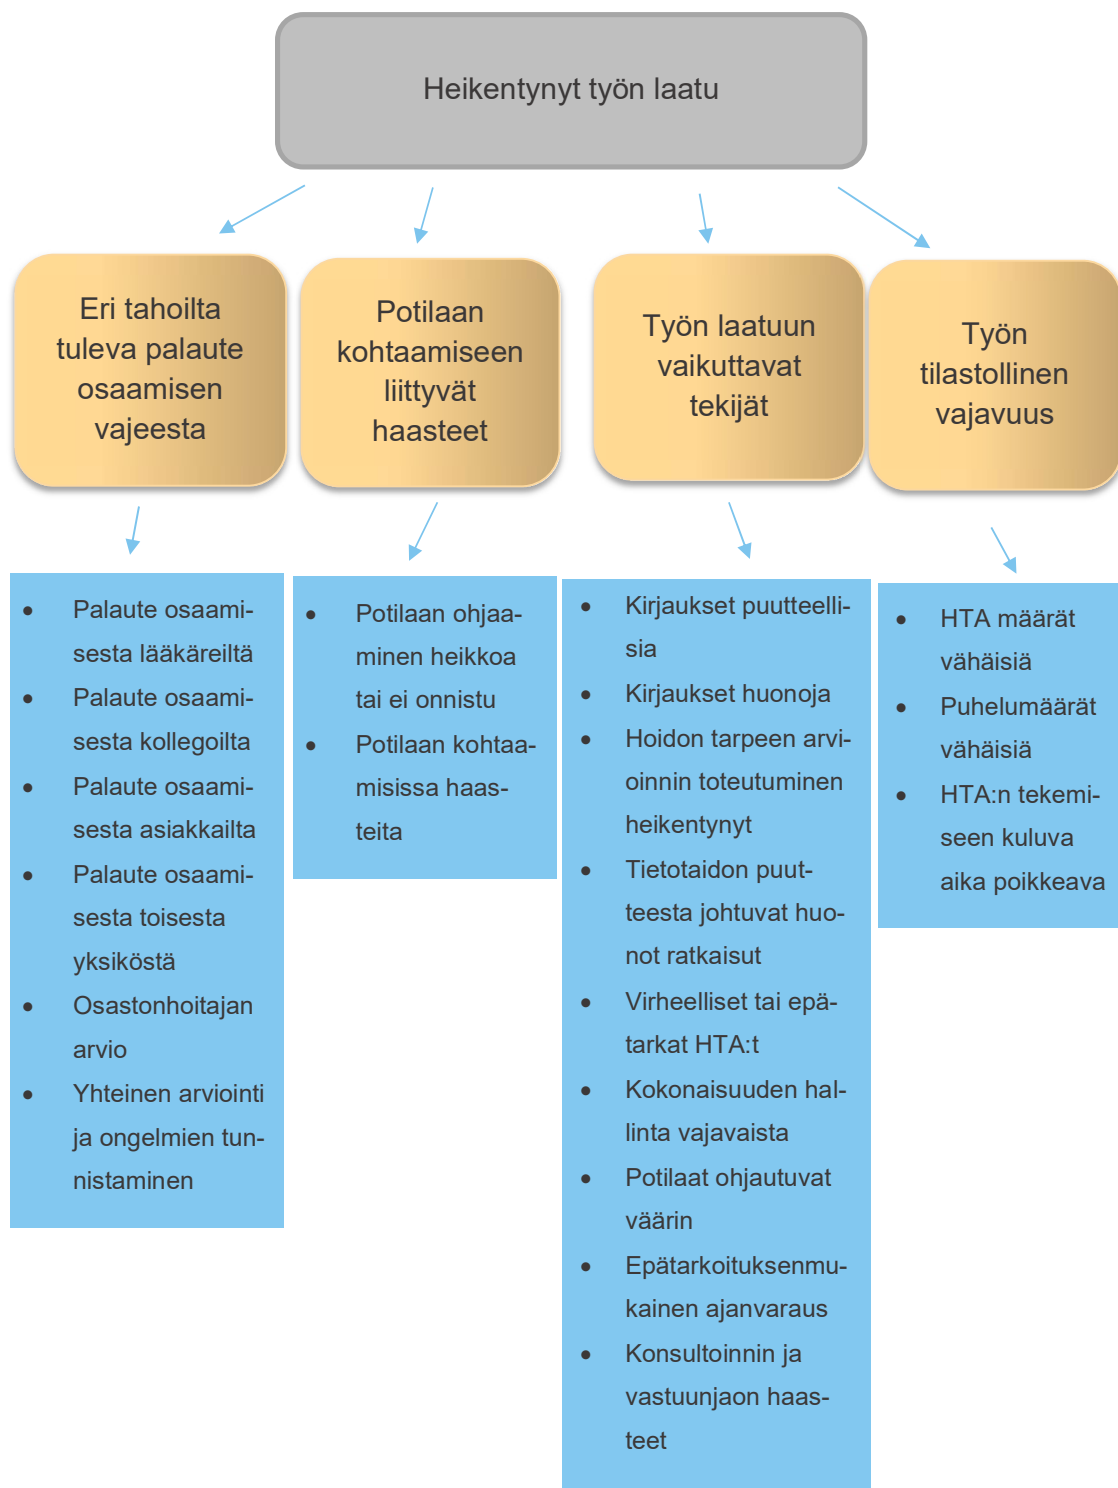 Heikentynyt työn laatu
Eri tahoilta
tuleva palaute
osaamisen
vajeesta
Potilaan
kohtaamiseen
liittyvät
haasteet
Työn laatuun
vaikuttavat
tekijät
Työn
tilastollinen
vajavuus
• Palaute osaami-
sesta lääkäreiltä
• Palaute osaami-
sesta kollegoilta
• Palaute osaami-
sesta asiakkailta
• Palaute osaami-
sesta toisesta
yksiköstä
• Osastonhoitajan
arvio
• Yhteinen arviointi
ja ongelmien tun-
nistaminen
• Potilaan ohjaa-
minen heikkoa
tai ei onnistu
• Potilaan kohtaa-
misissa haas-
teita
• Kirjaukset puutteelli-
sia
• Kirjaukset huonoja
• Hoidon tarpeen arvi-
oinnin toteutuminen
heikentynyt
• Tietotaidon puut-
teesta johtuvat huo-
not ratkaisut
• Virheelliset tai epä-
tarkat HTA:t
• Kokonaisuuden hal-
linta vajavaista
• Potilaat ohjautuvat
väärin
• Epätarkoituksenmu-
kainen ajanvaraus
• Konsultoinnin ja
vastuunjaon haas-
teet
• HTA määrät
vähäisiä
• Puhelumäärät
vähäisiä
• HTA:n tekemi-
seen kuluva
aika poikkeava